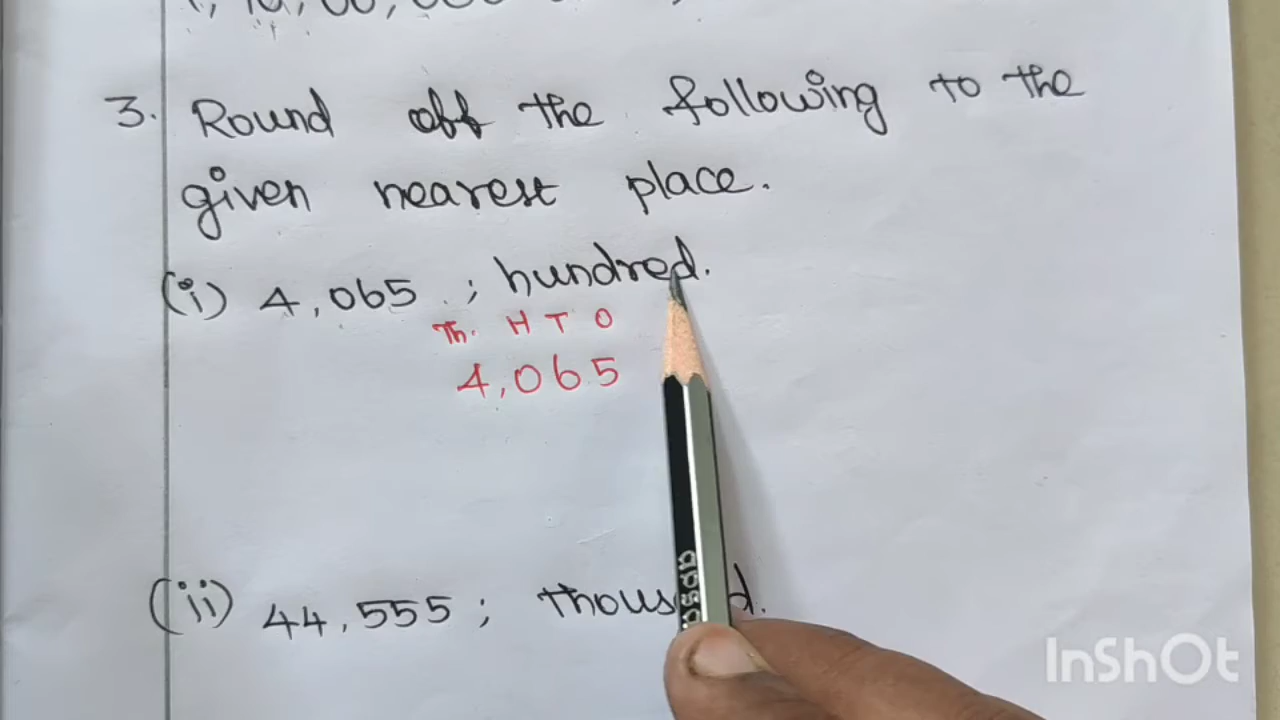 3. Round off the following to the
given nearest place.
(i) 4,065 ; hundred.
Th. H T O
4,065
(ii) 44,555 ;
apsara
InShOt